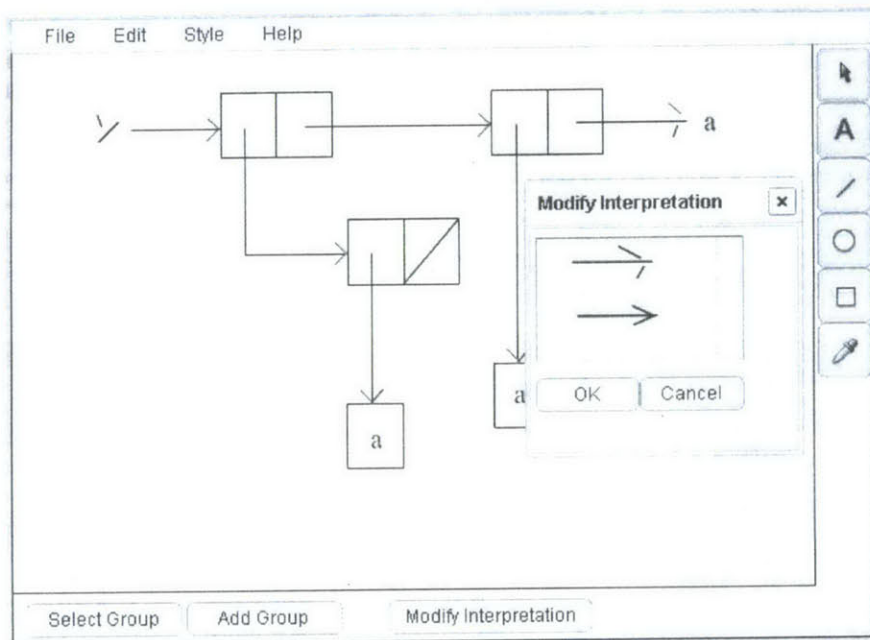 File Edit Style Help
a
A
Modify Interpretation
a
a
OK Cancel
Select Group Add Group Modify Interpretation